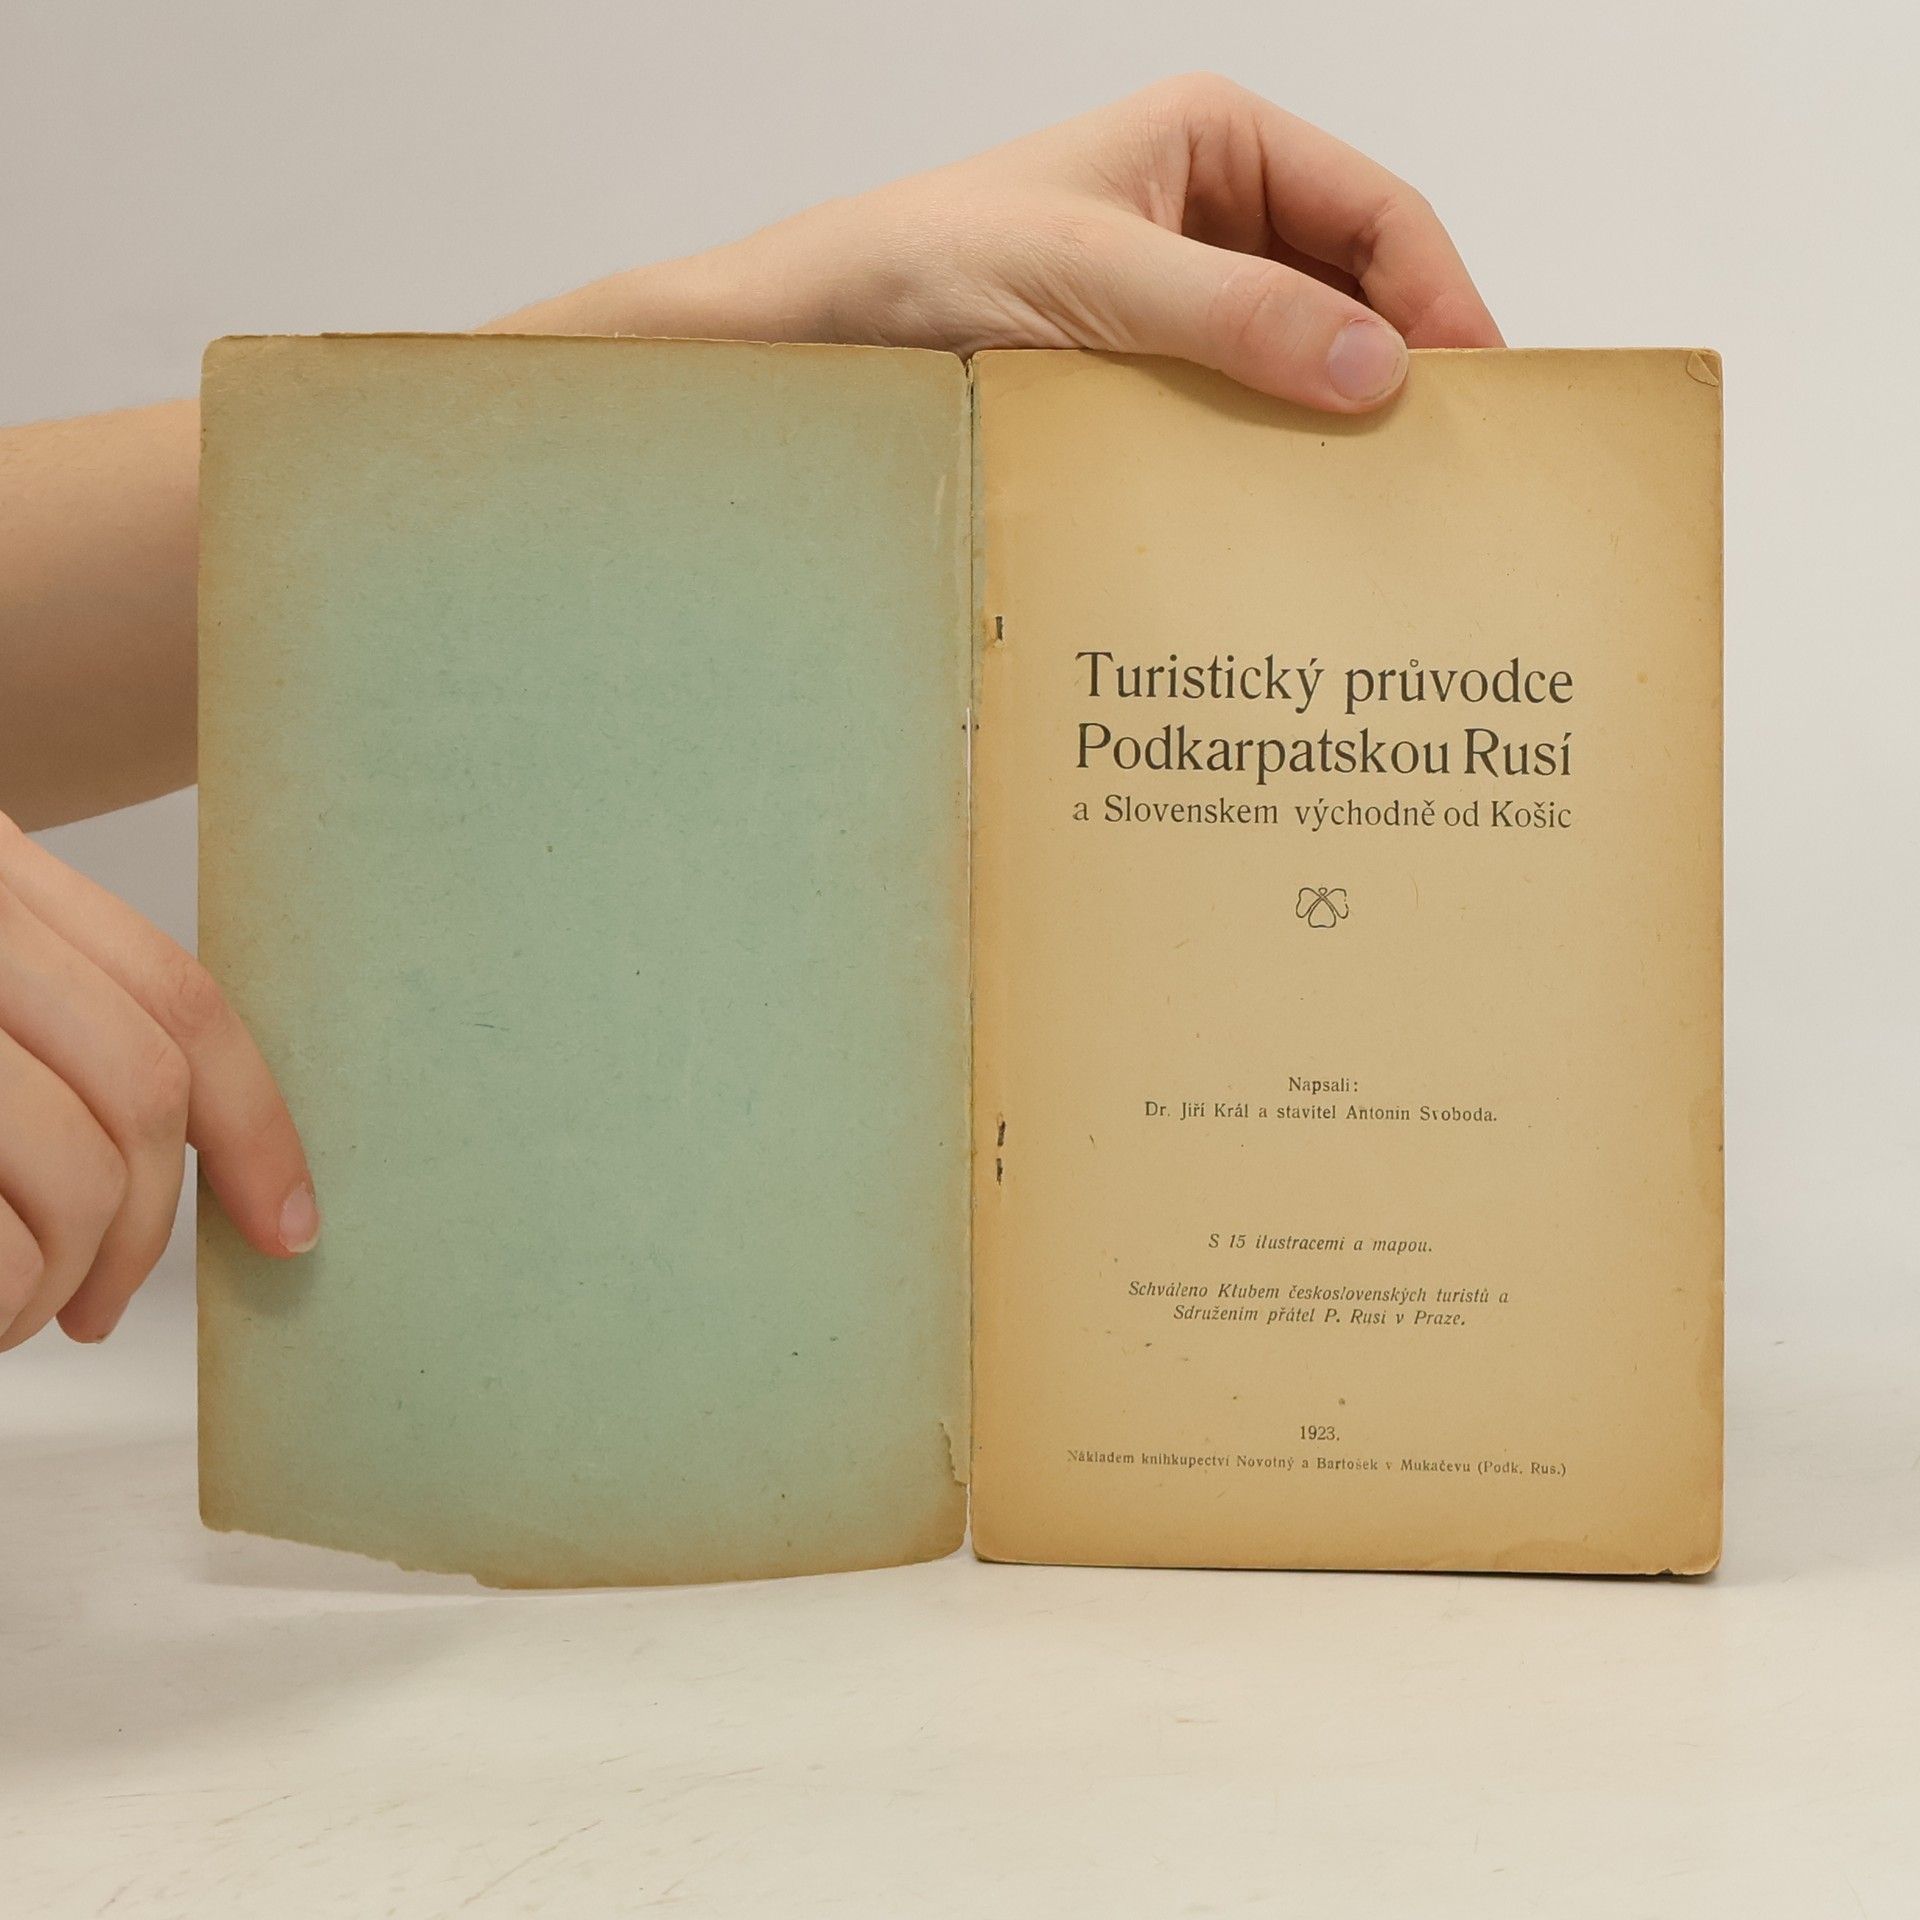 Turistický průvodce
Podkarpatskou Rusí
a Slovenskem východně od Košic
Napsali:
Dr. Jiří Král a stavitel Antonin Svoboda.
S 15 ilustracemi a mapou.
Schváleno Klubem československých turistů a
Sdružením přátel P. Rusi v Praze.
1923.
Nákladem knihkupectví Novotný a Bartošek v Mukačevu (Podk. Rus.)